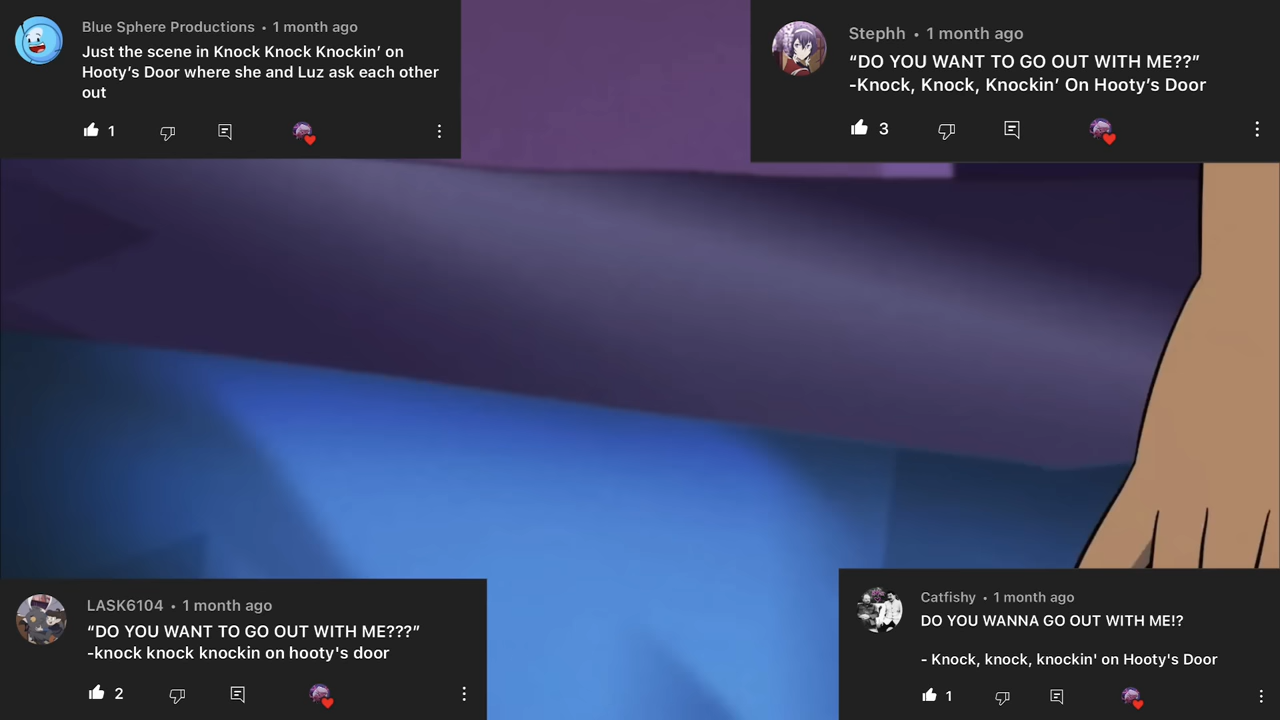 Blue Sphere Productions • 1 month ago
Just the scene in Knock Knock Knockin’ on
Hooty’s Door where she and Luz ask each other
out
1
Stephh • 1 month ago
“DO YOU WANT TO GO OUT WITH ME??”
-Knock, Knock, Knockin’ On Hooty’s Door
3
LASK6104 • 1 month ago
“DO YOU WANT TO GO OUT WITH ME???”
-knock knock knockin on hooty's door
2
Catfishy • 1 month ago
DO YOU WANNA GO OUT WITH ME!?
- Knock, knock, knockin' on Hooty's Door
1